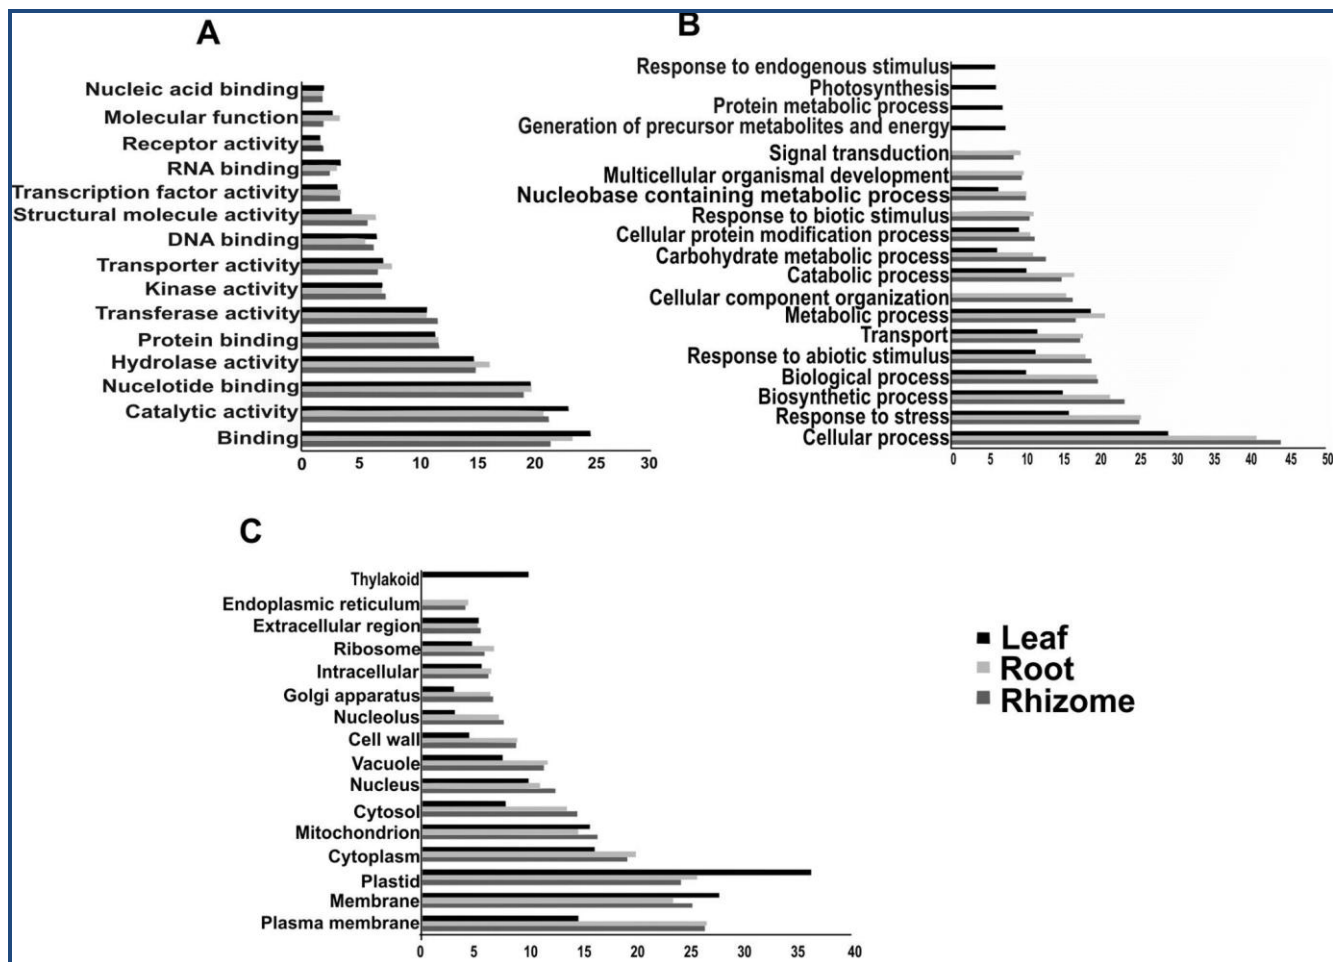 A
Nucleic acid binding
Molecular function
Receptor activity
RNA binding
Transcription factor activity
Structural molecule activity
DNA binding
Transporter activity
Kinase activity
Transferase activity
Protein binding
Hydrolase activity
Nucelotide binding
Catalytic activity
Binding
0 5 10 15 20 25 30
B
Response to endogenous stimulus
Photosynthesis
Protein metabolic process
Generation of precursor metabolites and energy
Signal transduction
Multicellular organismal development
Nucleobase containing metabolic process
Response to biotic stimulus
Cellular protein modification process
Carbohydrate metabolic process
Catabolic process
Cellular component organization
Metabolic process
Transport
Response to abiotic stimulus
Biological process
Biosynthetic process
Response to stress
Cellular process
0 5 10 15 20 25 30 35 40 45 50
C
Thylakoid
Endoplasmic reticulum
Extracellular region
Ribosome
Intracellular
Golgi apparatus
Nucleolus
Cell wall
Vacuole
Nucleus
Cytosol
Mitochondrion
Cytoplasm
Plastid
Membrane
Plasma membrane
0 5 10 15 20 25 30 35 40
Leaf
Root
Rhizome